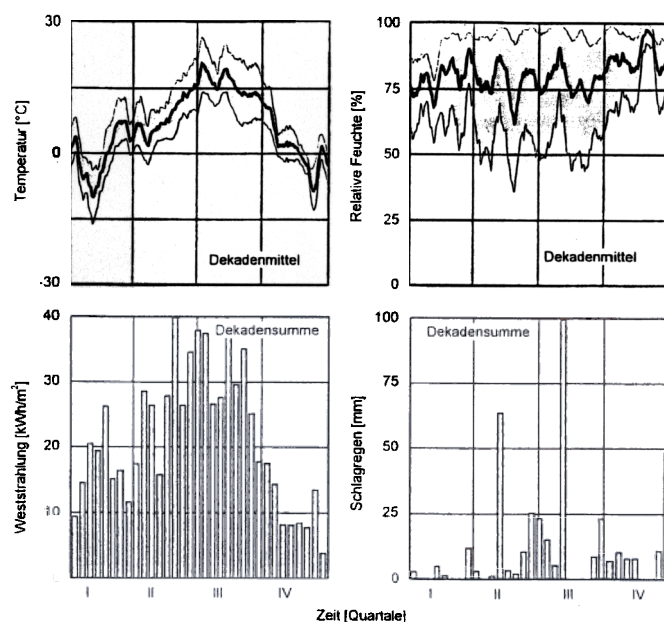 Temperatur [°C]
30
0
-30
Dekadenmittel
Relative Feuchte [%]
100
75
50
25
0
Dekadenmittel
Weststrahlung [kWh/m²]
40
30
20
10
Dekadensumme
I II III IV
Schlagregen [mm]
100
75
50
25
0
Dekadensumme
I II III IV
Zeit [Quartale]